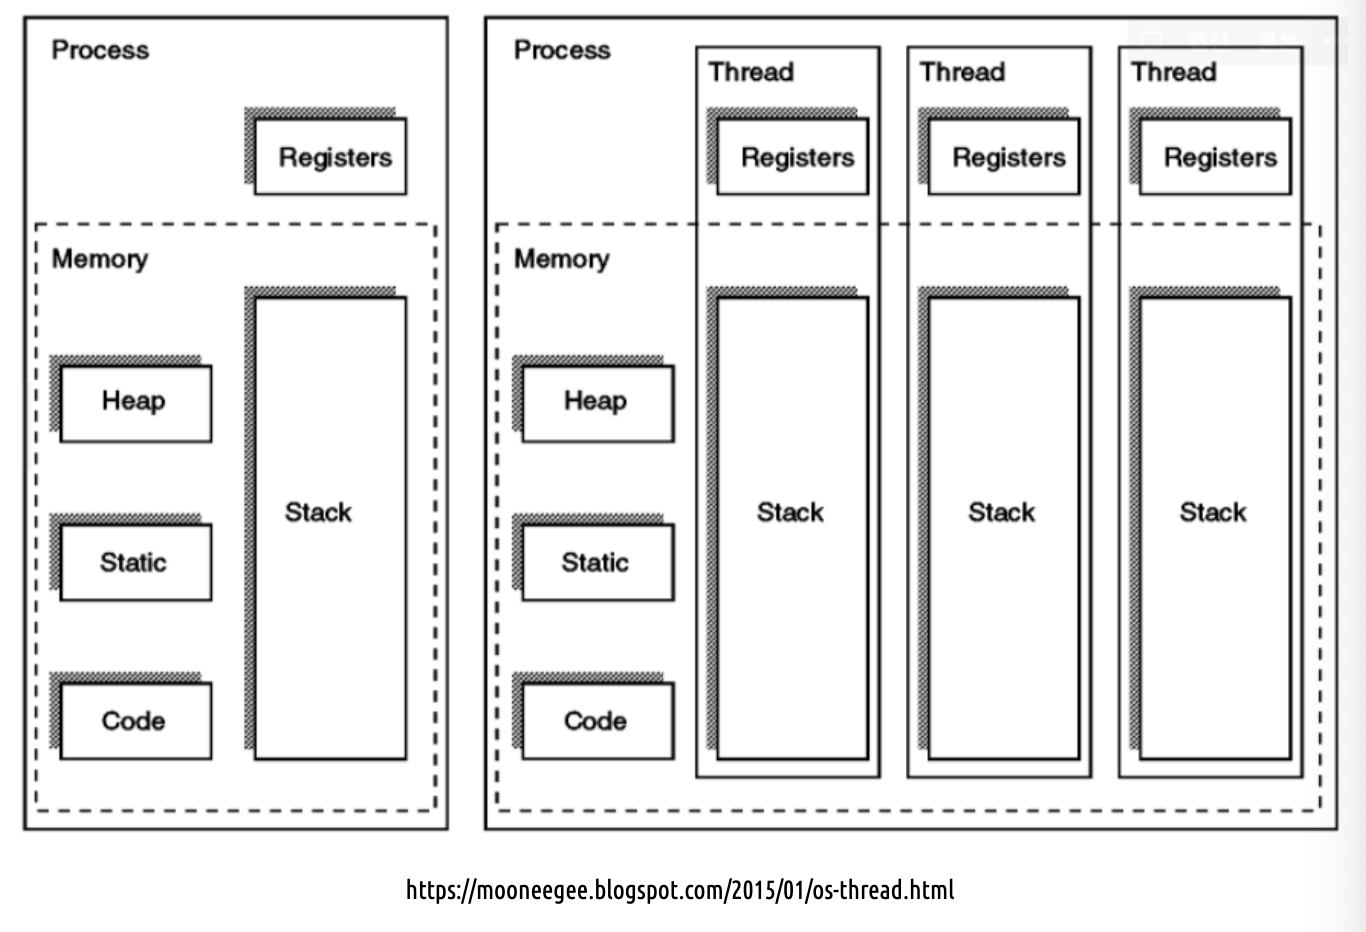 Process
Registers
Memory
Heap
Stack
Static
Code
Process
Thread
Thread
Thread
Registers
Registers
Registers
Memory
Heap
Stack
Stack
Stack
Static
Code
https://mooneegee.blogspot.com/2015/01/os-thread.html